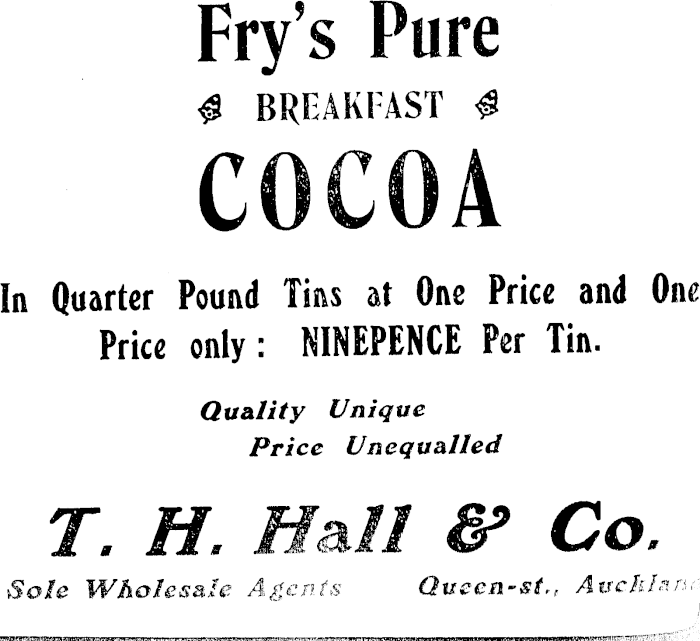 Fry's Pure
BREAKFAST
COCOA
In Quarter Pound Tins at One Price and One
Price only: NINEPENCE Per Tin.
Quality Unique
Price Unequalled
T. H. Hall & Co.
Sole Wholesale Agents Queen-st., Auckland